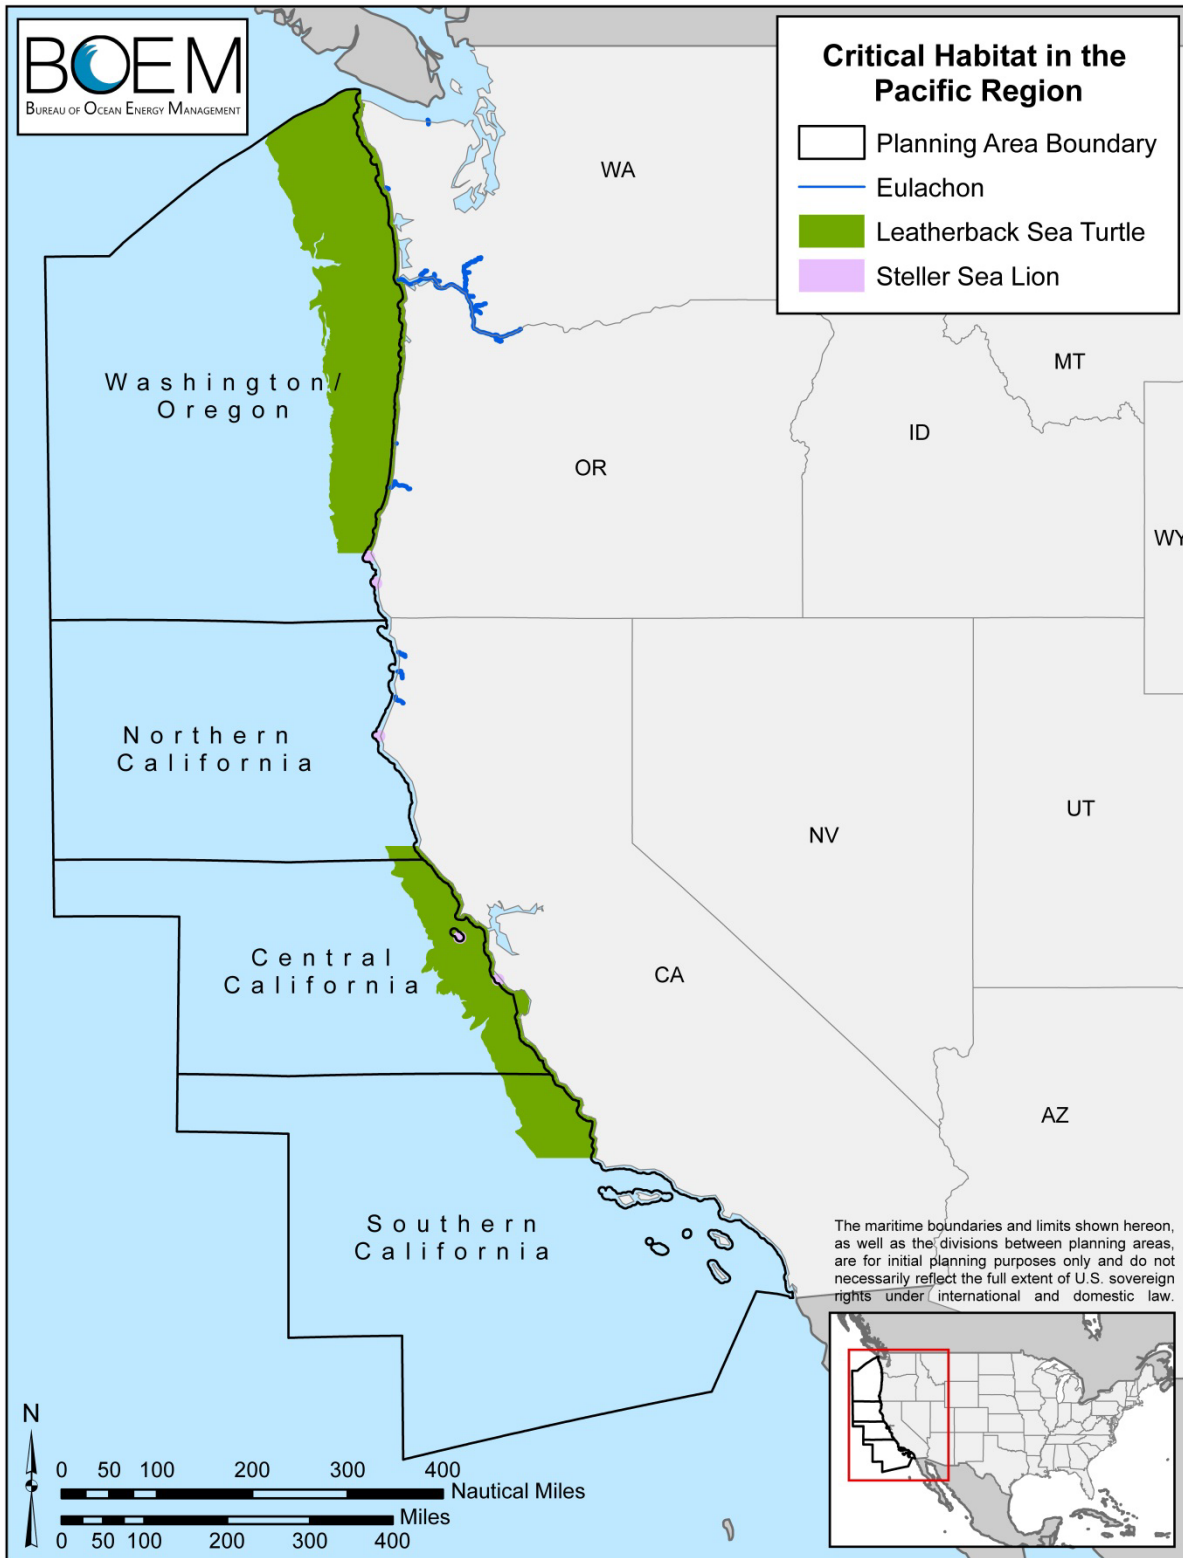 BOEM
BUREAU OF OCEAN ENERGY MANAGEMENT
Critical Habitat in the
Pacific Region
Planning Area Boundary
Eulachon
Leatherback Sea Turtle
Steller Sea Lion
WA
MT
Washington/
Oregon
ID
OR
WY
Northern
California
UT
NV
Central
California
CA
AZ
Southern
California
The maritime boundaries and limits shown hereon,
as well as the divisions between planning areas,
are for initial planning purposes only and do not
necessarily reflect the full extent of U.S. sovereign
rights under international and domestic law.
N
0 50 100 200 300 400
Nautical Miles
Miles
0 50 100 200 300 400